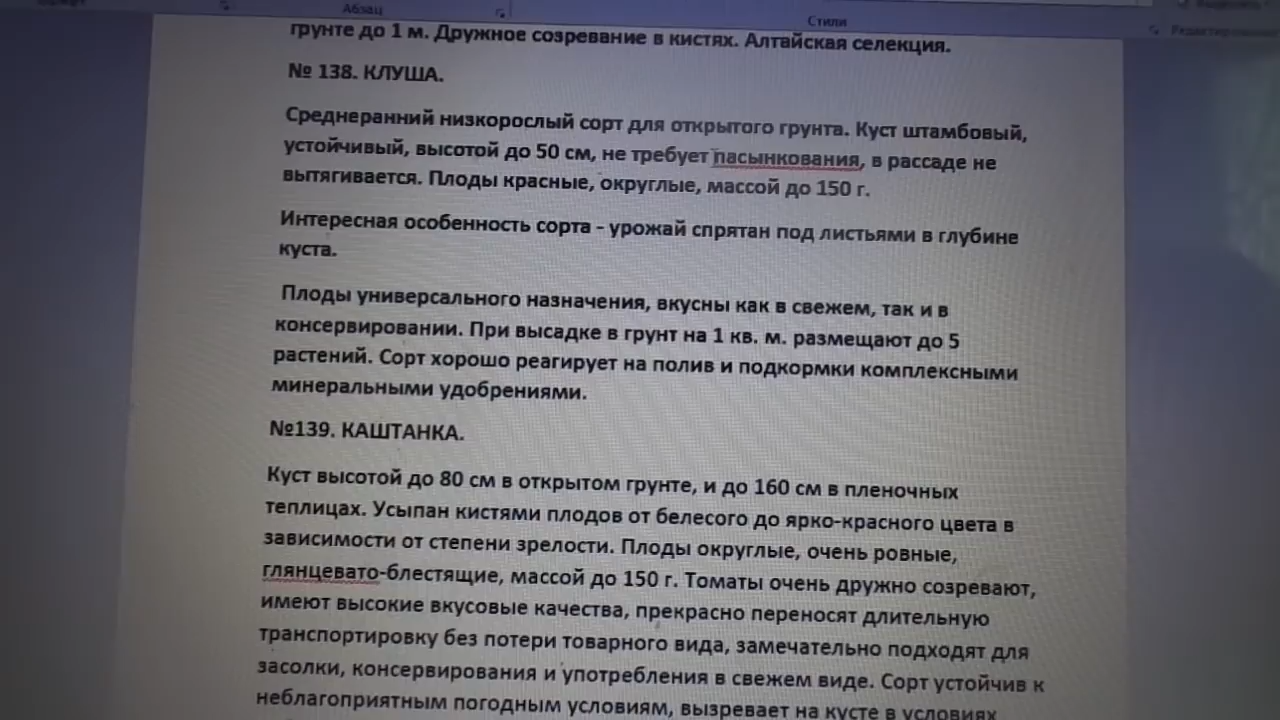 Абзац
Стили
грунте до 1 м. Дружное созревание в кистях. Алтайская селекция.
№ 138. КЛУША.
Среднеранний низкорослый сорт для открытого грунта. Куст штамбовый,
устойчивый, высотой до 50 см, не требует пасынкования, в рассаде не
вытягивается. Плоды красные, округлые, массой до 150 г.
Интересная особенность сорта - урожай спрятан под листьями в глубине
куста.
Плоды универсального назначения, вкусны как в свежем, так и в
консервировании. При высадке в грунт на 1 кв. м. размещают до 5
растений. Сорт хорошо реагирует на полив и подкормки комплексными
минеральными удобрениями.
№139. КАШТАНКА.
Куст высотой до 80 см в открытом грунте, и до 160 см в пленочных
теплицах. Усыпан кистями плодов от белесого до ярко-красного цвета в
зависимости от степени зрелости. Плоды округлые, очень ровные,
глянцевато-блестящие, массой до 150 г. Томаты очень дружно созревают,
имеют высокие вкусовые качества, прекрасно переносят длительную
транспортировку без потери товарного вида, замечательно подходят для
засолки, консервирования и употребления в свежем виде. Сорт устойчив к
неблагоприятным погодным условиям, вызревает на кусте в условиях